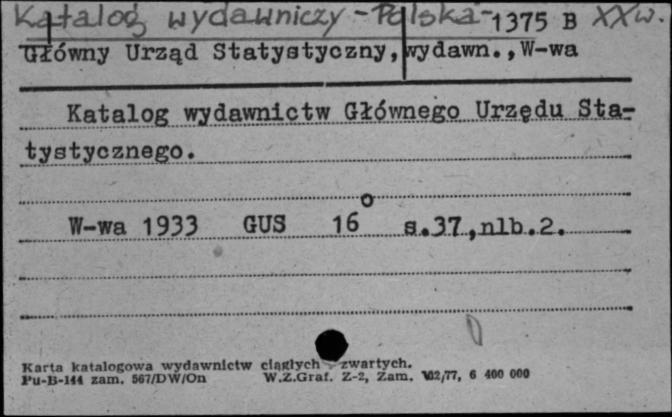 Katalog wydawniczy - Polska - 1375 B XX w.
Główny Urząd Statystyczny, wydawn., W-wa
Katalog wydawnictw Głównego Urzędu Sta-
tystycznego.
W-wa 1933 GUS 16° s.37,nlb.2.
Karta katalogowa wydawnictw ciągłych zwartych.
Pu-B-144 zam. 567/DW/On W.Z.Graf. Z-2, Zam. 102/77, 6 400 000